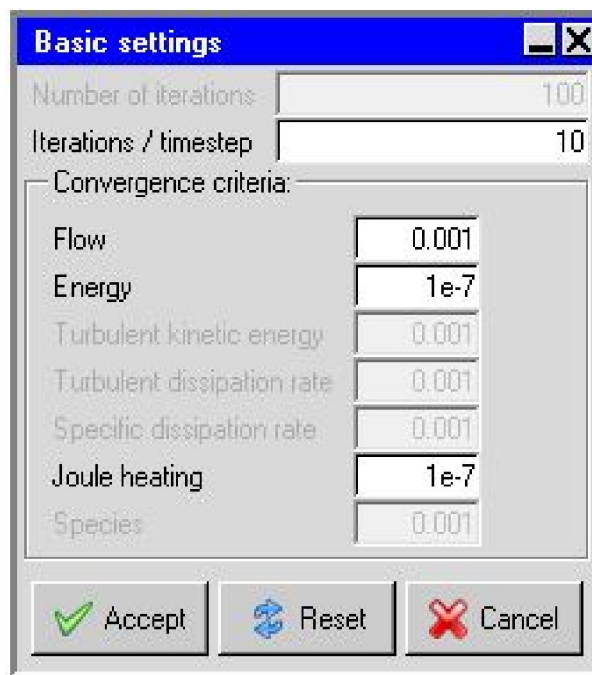 Basic settings
Number of iterations 100
Iterations / timestep 10
Convergence criteria:
Flow 0.001
Energy 1e-7
Turbulent kinetic energy 0.001
Turbulent dissipation rate 0.001
Specific dissipation rate 0.001
Joule heating 1e-7
Species 0.001
Accept Reset Cancel